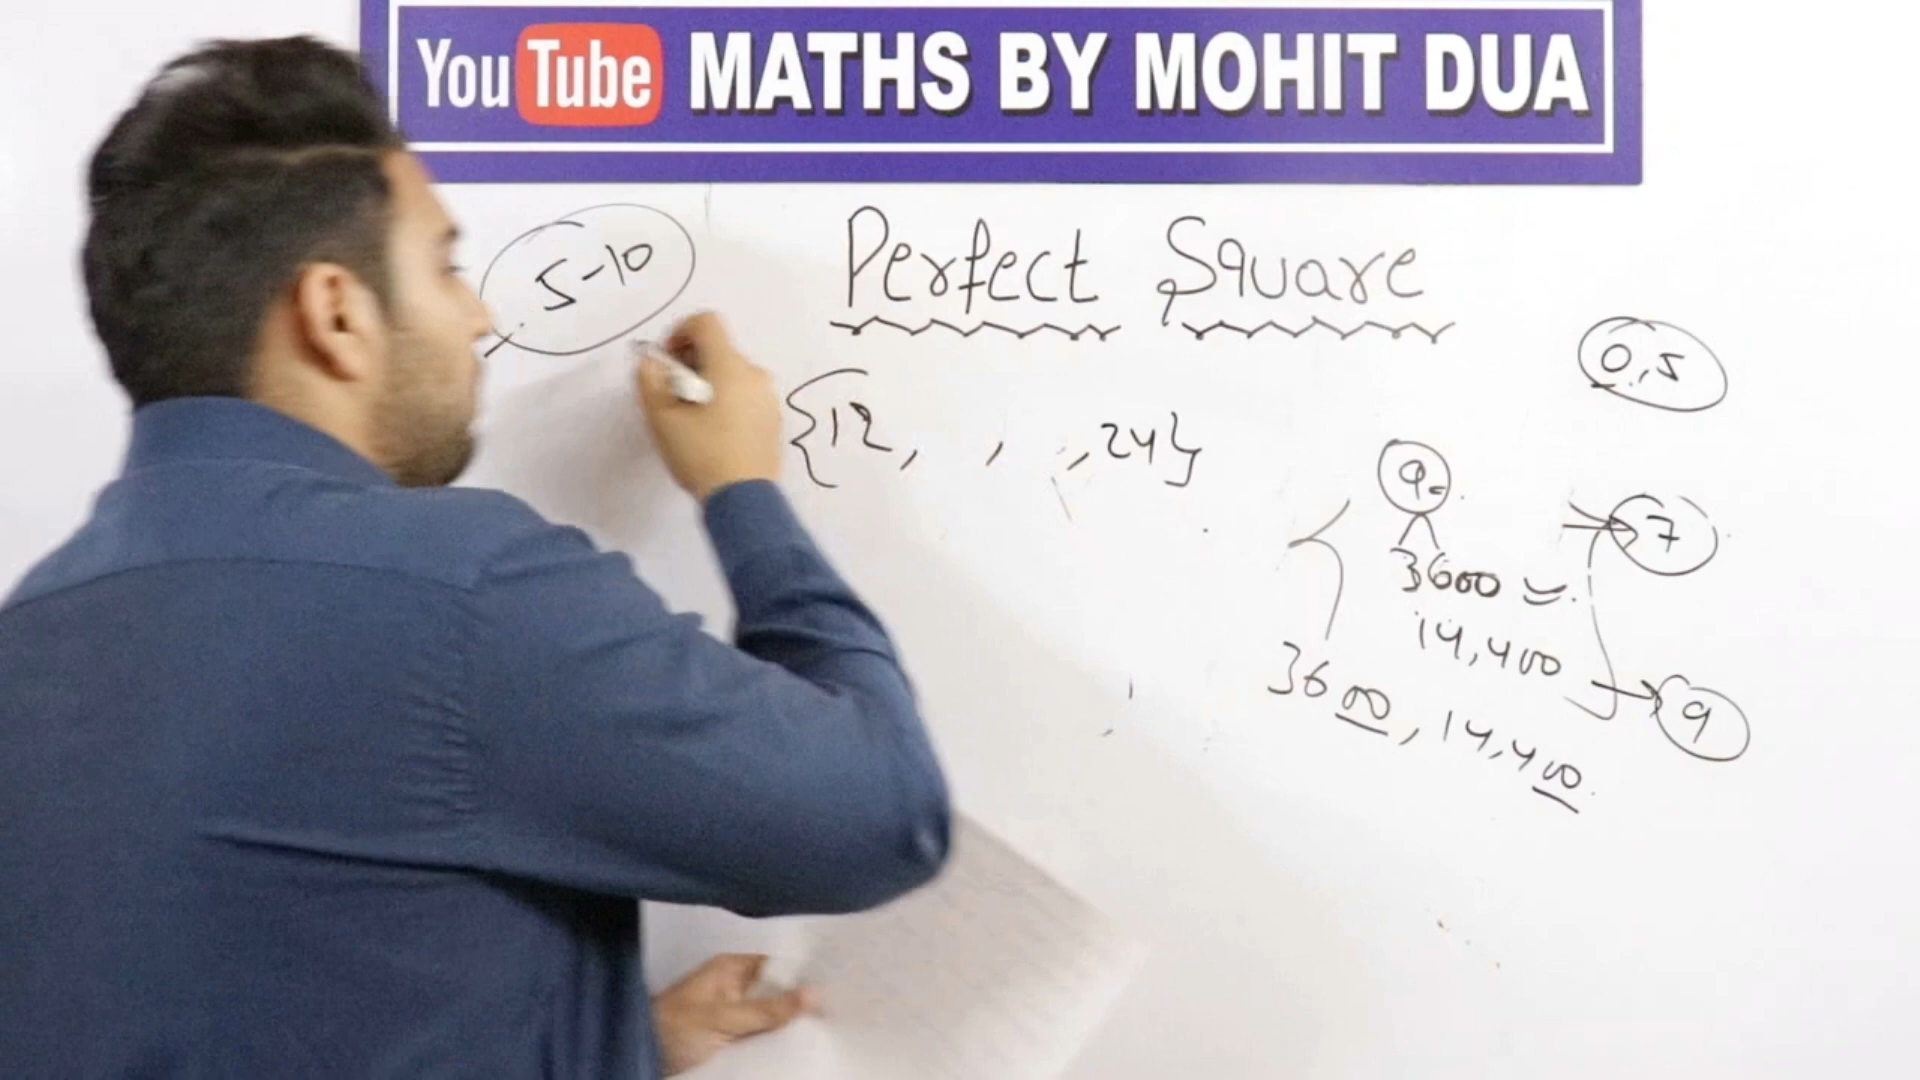 YouTube MATHS BY MOHIT DUA
Perfect Square
5-10
0,5
{12, , ,24}
9
7
3600
14,400
9
3600, 14,400